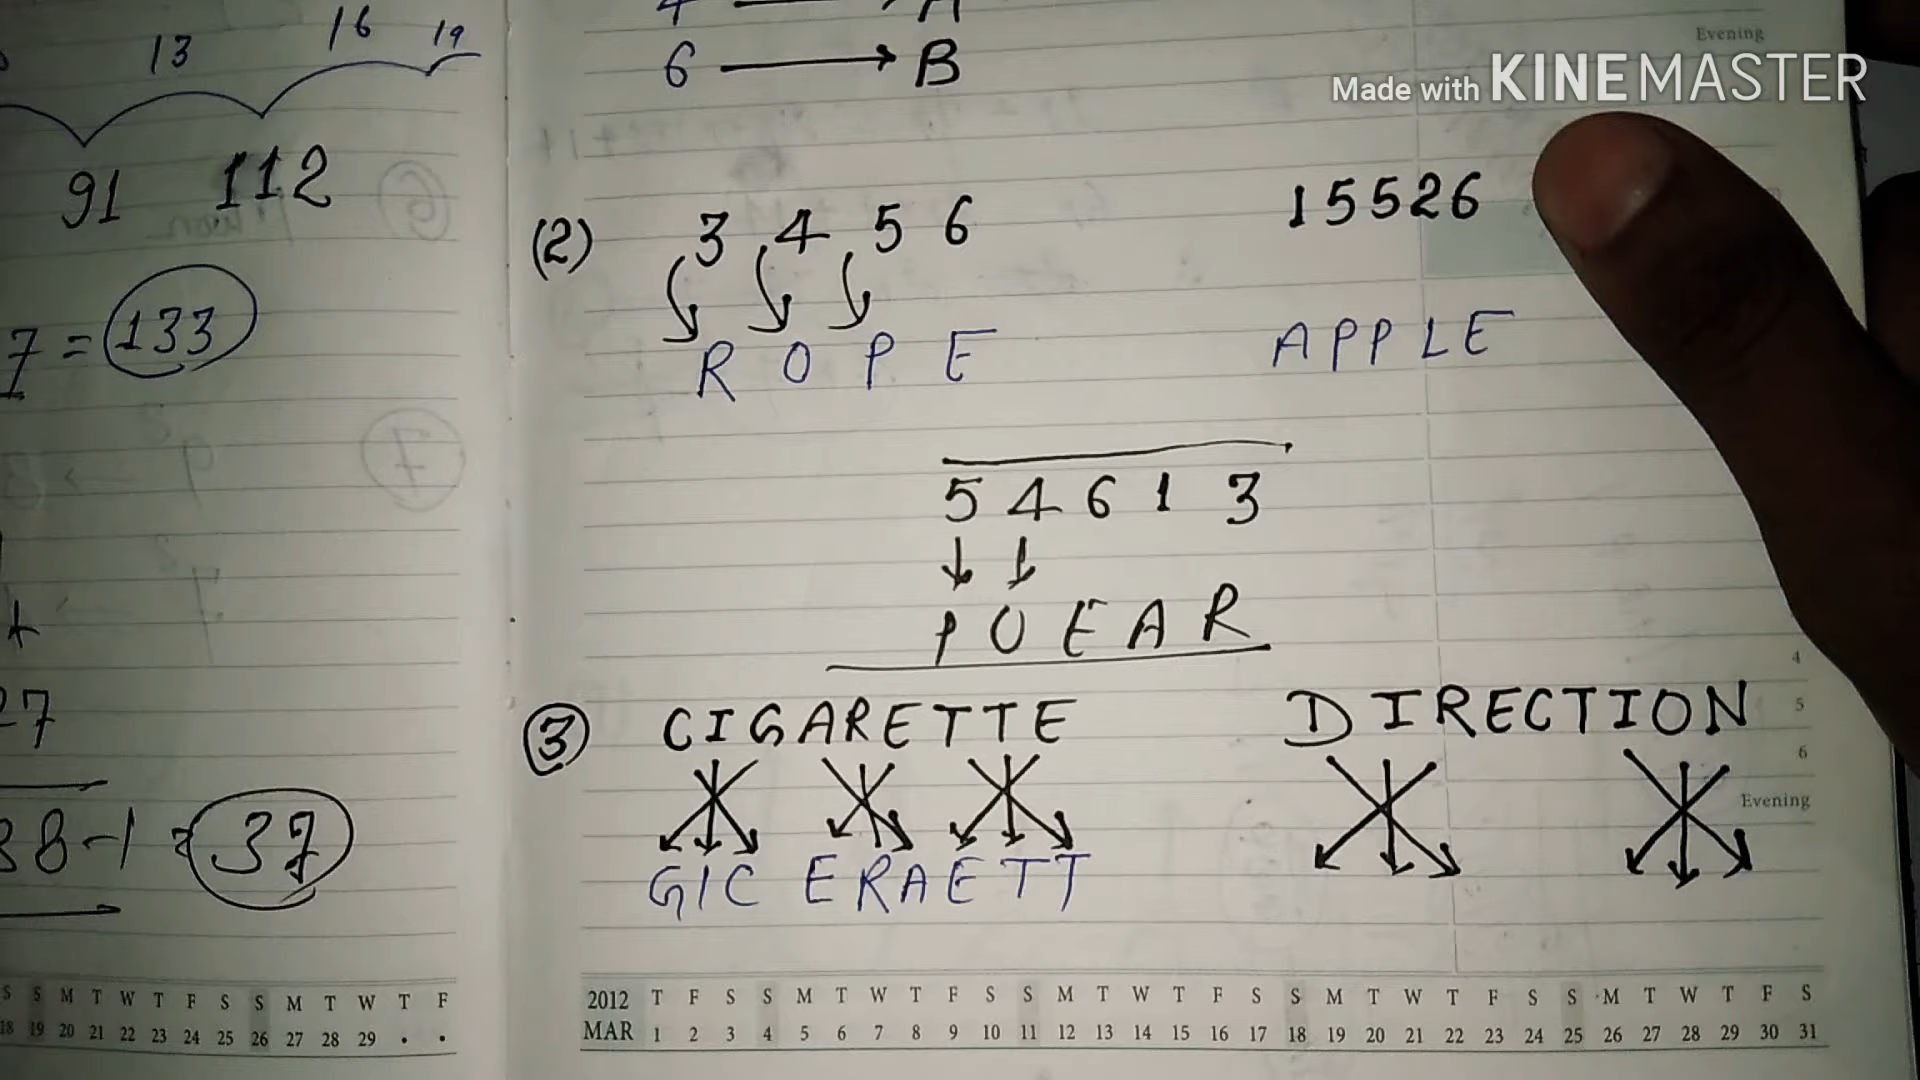 13 16 19
91 112
7 = 133
27
38 - 1 = 37
S S M T W T F S S M T W T F
18 19 20 21 22 23 24 25 26 27 28 29 • •
Evening
Made with KINEMASTER
6 → B
(2) 3 4 5 6 15526
R O P E APPLE
5 4 6 1 3
P O E A R
4
3 CIGARETTE DIRECTION 5
6
Evening
GIC ERA ETT
2012 T F S S M T W T F S S M T W T F S S M T W T F S S M T W T F S
MAR 1 2 3 4 5 6 7 8 9 10 11 12 13 14 15 16 17 18 19 20 21 22 23 24 25 26 27 28 29 30 31